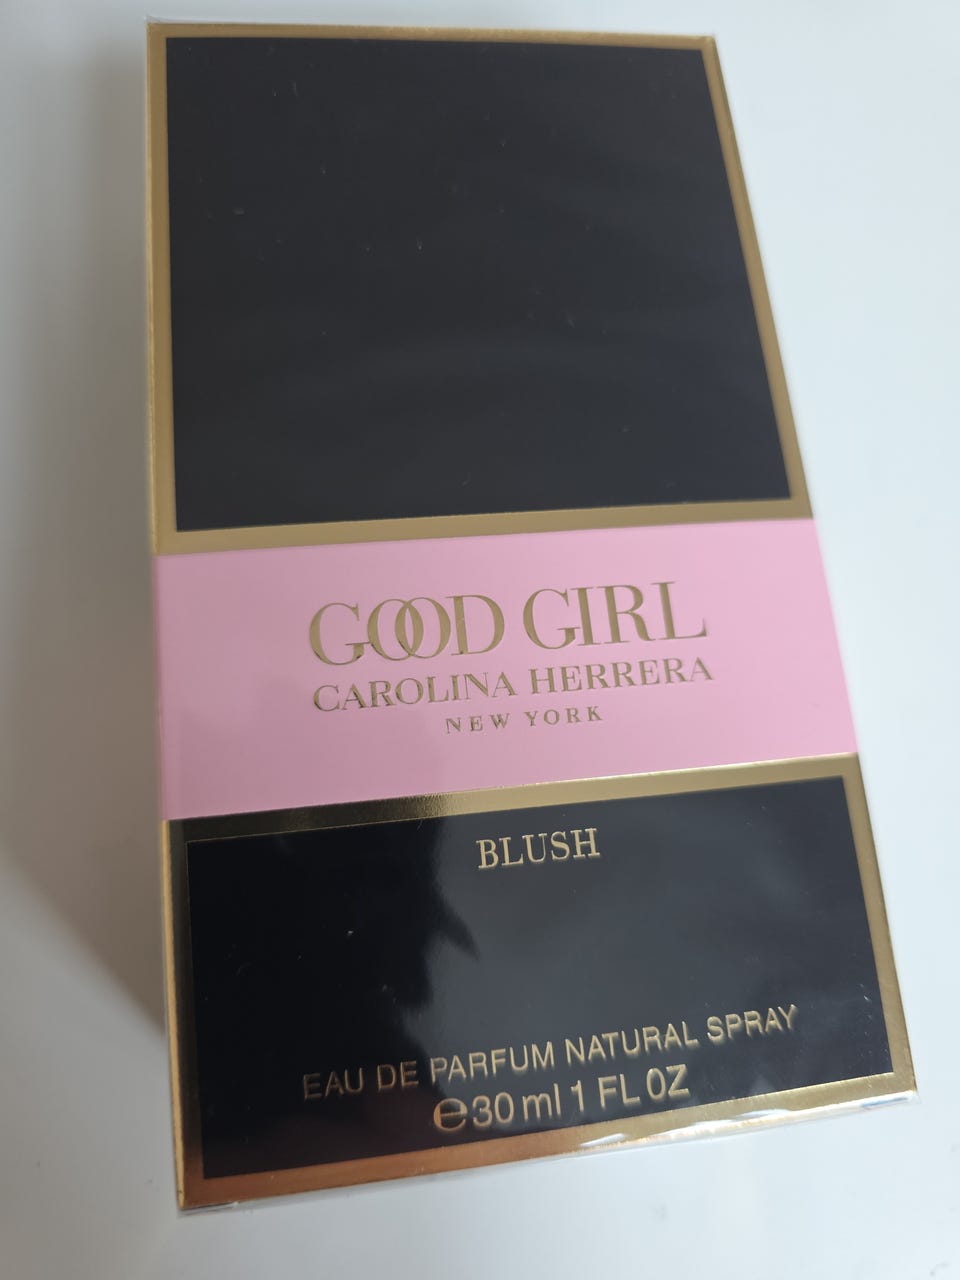 GOOD GIRL
CAROLINA HERRERA
NEW YORK
BLUSH
EAU DE PARFUM NATURAL SPRAY
℮30 ml 1 FL OZ